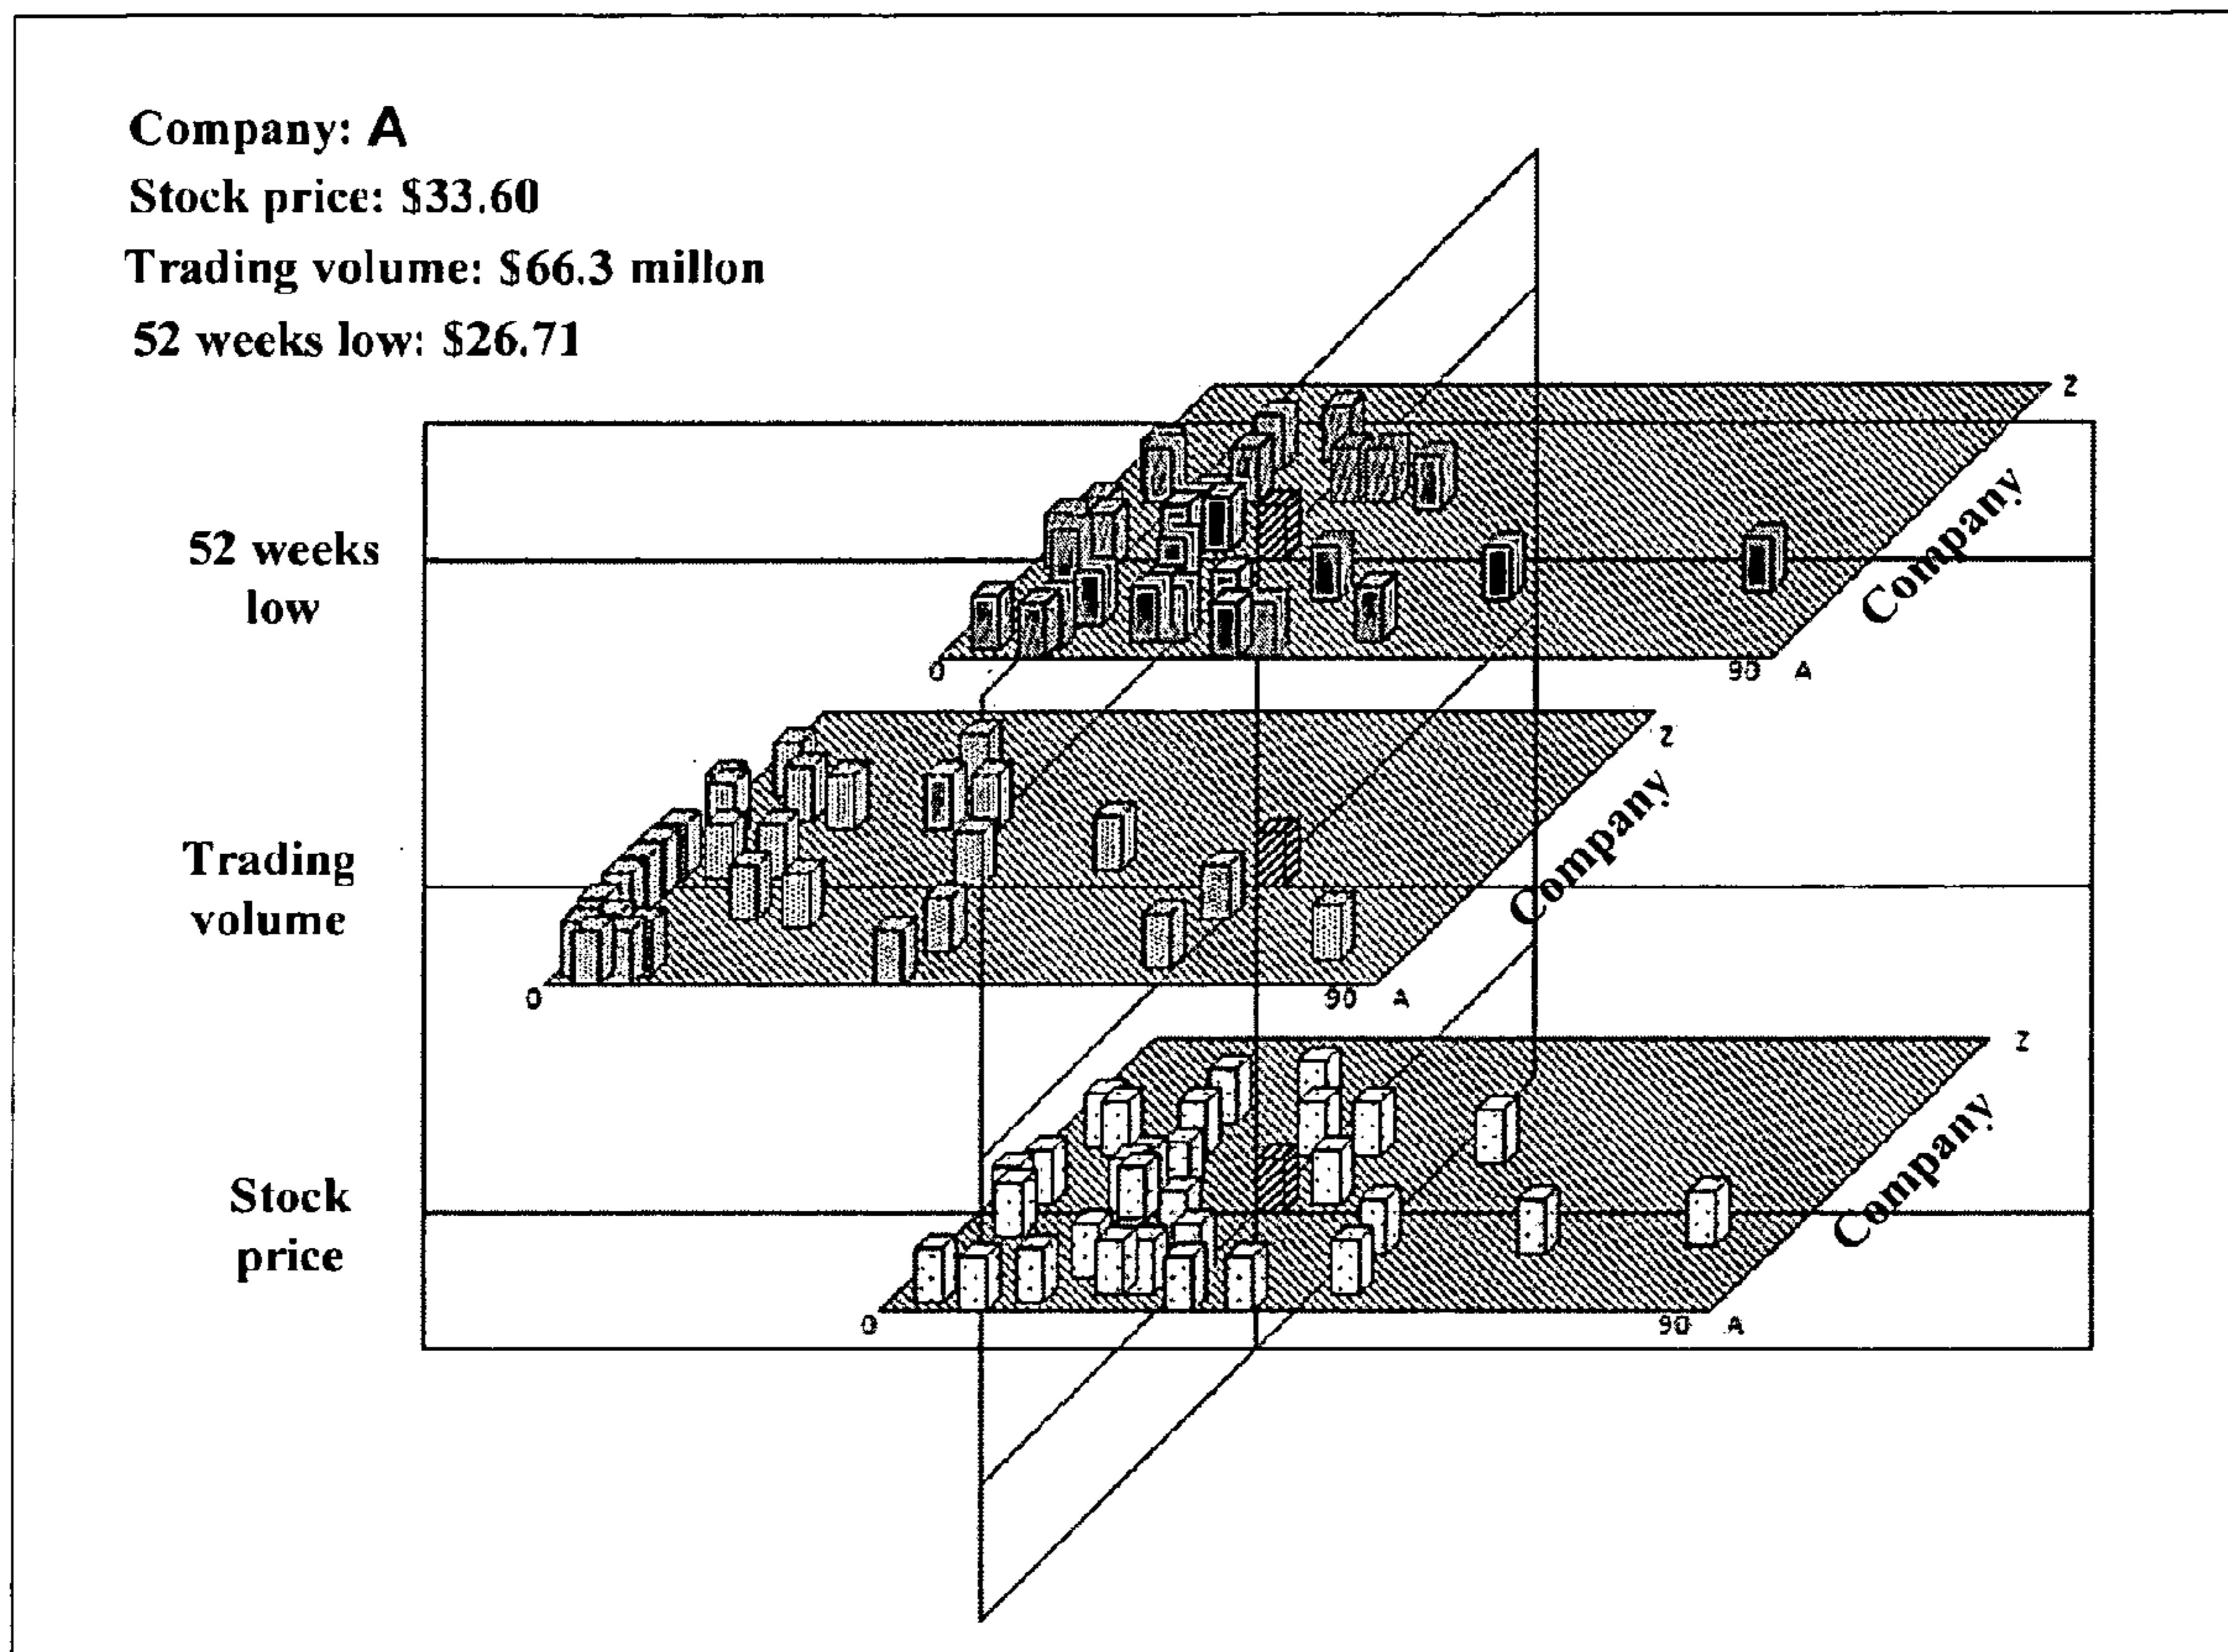 Company: A
Stock price: $33.60
Trading volume: $66.3 millon
52 weeks low: $26.71
Z
52 weeks
low
Company
0
90 A
Z
Trading
volume
Company
0
90 A
Z
Stock
price
Company
0
90 A